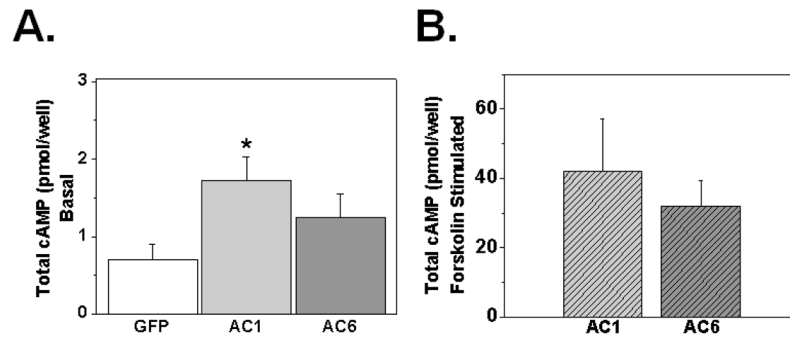 A.
B.
Total cAMP (pmol/well)
Basal
3
2
1
0
*
GFP AC1 AC6
Total cAMP (pmol/well)
Forskolin Stimulated
60
40
20
0
AC1 AC6